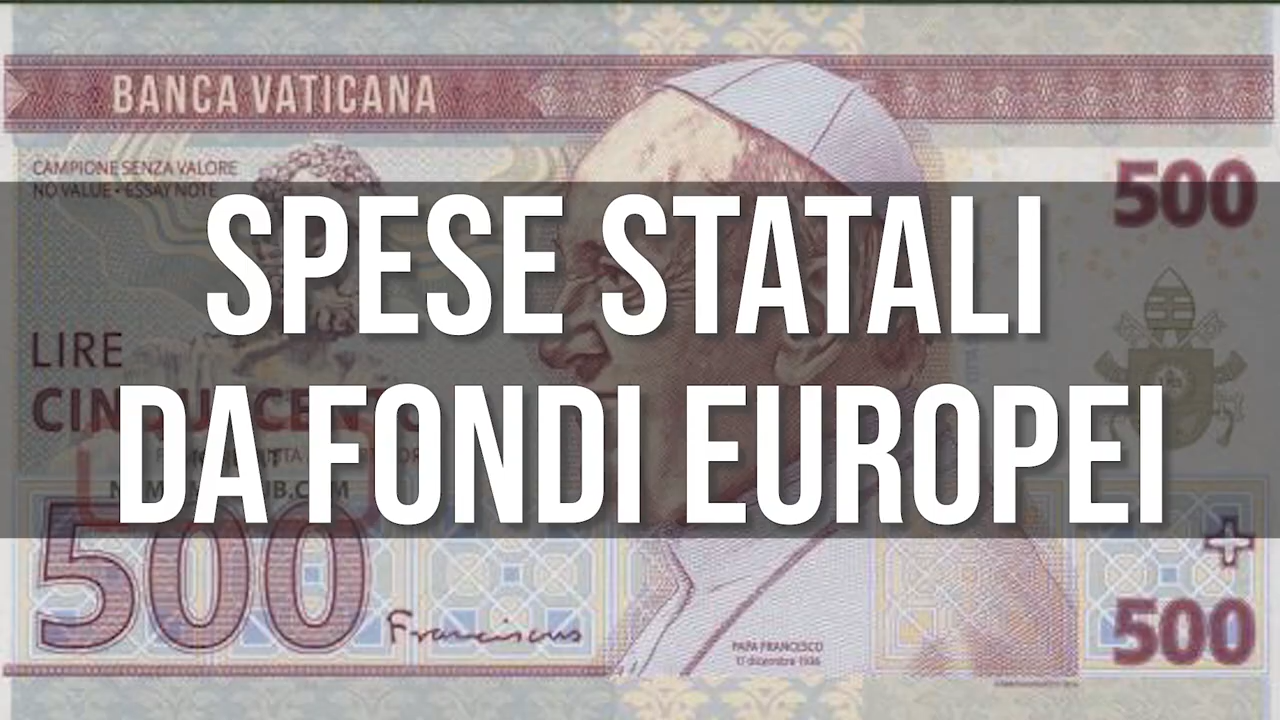 BANCA VATICANA
CAMPIONE SENZA VALORE
NO VALUE • ESSAY NOTE
500
SPESE STATALI
LIRE
CINQUECENTO
DA FONDI EUROPEI
500
Franciscus
PAPA FRANCESCO
17 dicembre 1936
500